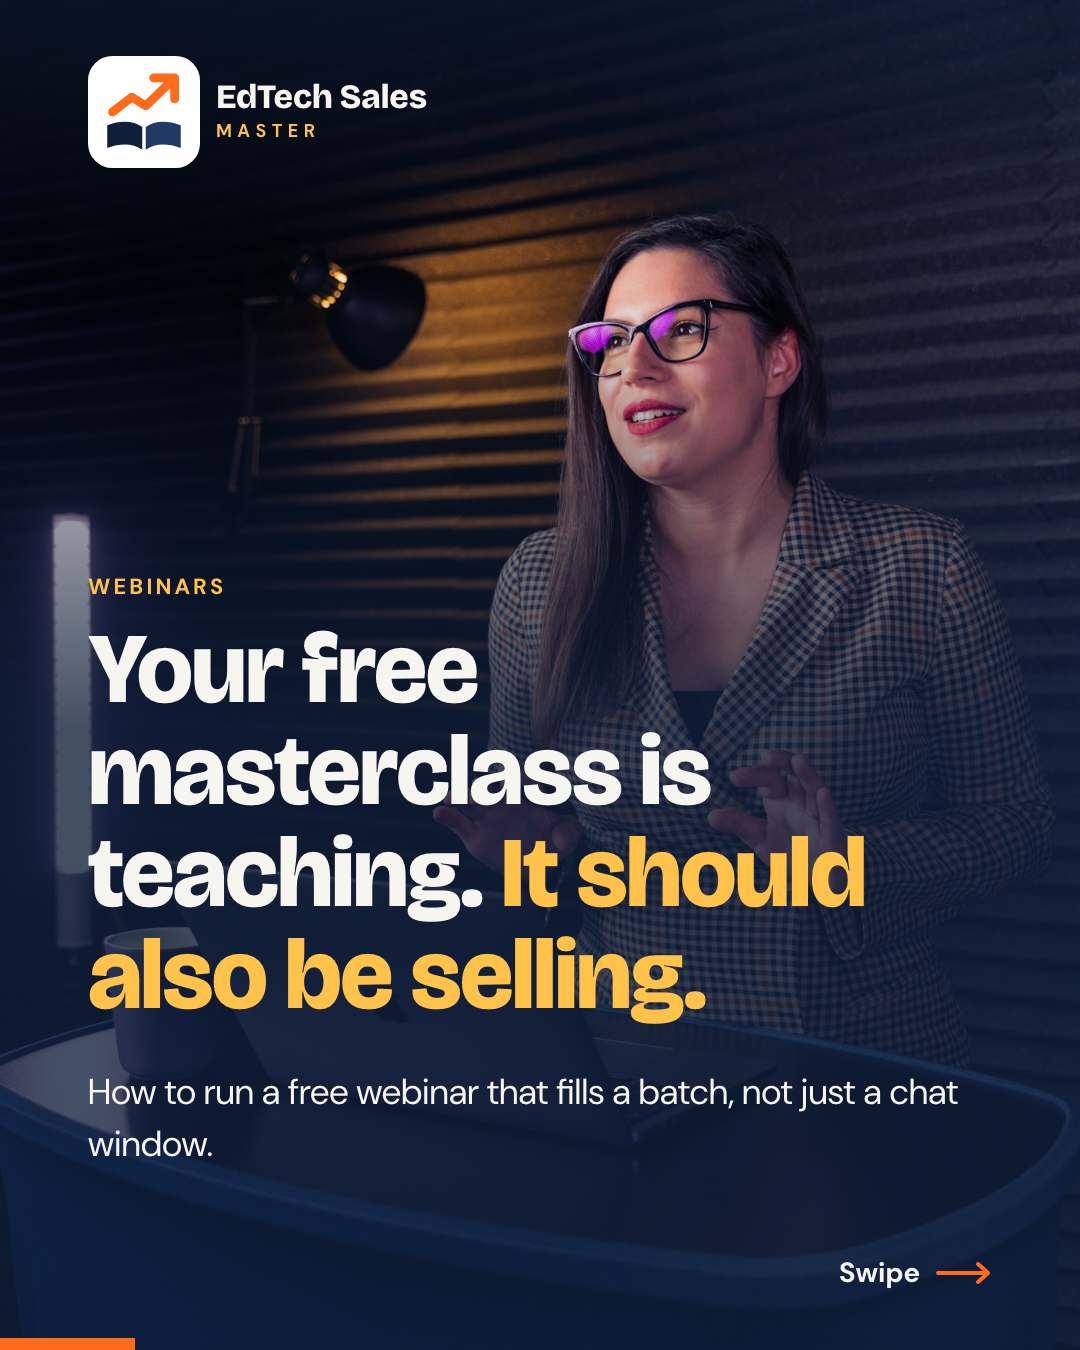 EdTech Sales
MASTER
WEBINARS
Your free
masterclass is
teaching. It should
also be selling.
How to run a free webinar that fills a batch, not just a chat
window.
Swipe